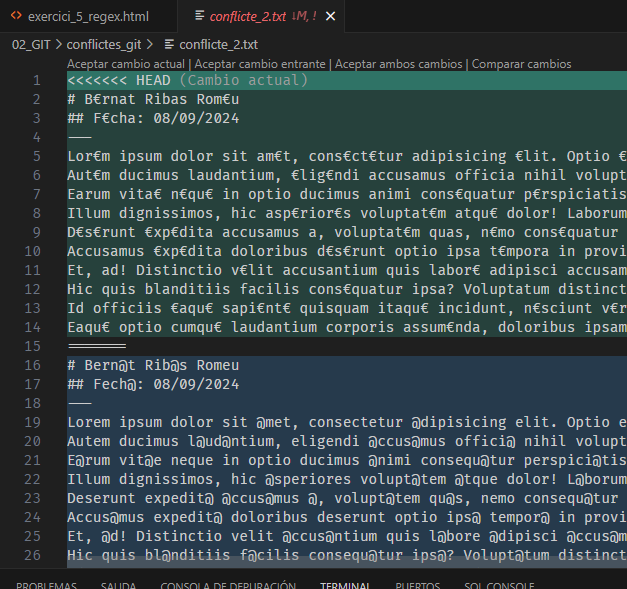 exercici_5_regex.html
conflicte_2.txt ↓M, !
02_GIT > conflictes_git > conflicte_2.txt
Aceptar cambio actual | Aceptar cambio entrante | Aceptar ambos cambios | Comparar cambios
1 <<<<<<< HEAD (Cambio actual)
2 # B€rnat Ribas Rom€u
3 ## F€cha: 08/09/2024
4 ---
5 Lor€m ipsum dolor sit am€t, cons€ct€tur adipisicing €lit. Optio €
6 Aut€m ducimus laudantium, €lig€ndi accusamus officia nihil volupt
7 Earum vita€ n€qu€ in optio ducimus animi cons€quatur p€rspiciatis
8 Illum dignissimos, hic asp€rior€s voluptat€m atqu€ dolor! Laborum
9 D€s€runt €xp€dita accusamus a, voluptat€m quas, n€mo cons€quatur
10 Accusamus €xp€dita doloribus d€s€runt optio ipsa t€mpora in provi
11 Et, ad! Distinctio v€lit accusantium quis labor€ adipisci accusam
12 Hic quis blanditiis facilis cons€quatur ipsa? Voluptatum distinct
13 Id officiis €aqu€ sapi€nt€ quisquam itaqu€ incidunt, n€sciunt v€r
14 Eaqu€ optio cumqu€ laudantium corporis assum€nda, doloribus ipsam
15 =======
16 # Bern@t Rib@s Romeu
17 ## Fech@: 08/09/2024
18 ---
19 Lorem ipsum dolor sit @met, consectetur @dipisicing elit. Optio e
20 Autem ducimus l@ud@ntium, eligendi @ccus@mus offici@ nihil volupt
21 E@rum vit@e neque in optio ducimus @nimi consequ@tur perspici@tis
22 Illum dignissimos, hic @speriores volupt@tem @tque dolor! L@borum
23 Deserunt expedit@ @ccus@mus @, volupt@tem qu@s, nemo consequ@tur
24 Accus@mus expedit@ doloribus deserunt optio ips@ tempor@ in provi
25 Et, @d! Distinctio velit @ccus@ntium quis l@bore @dipisci @ccus@m
26 Hic quis bl@nditiis f@cilis consequ@tur ips@? Volupt@tum distinct
PROBLEMAS SALIDA CONSOLA DE DEPURACIÓN TERMINAL PUERTOS SQL CONSOLE